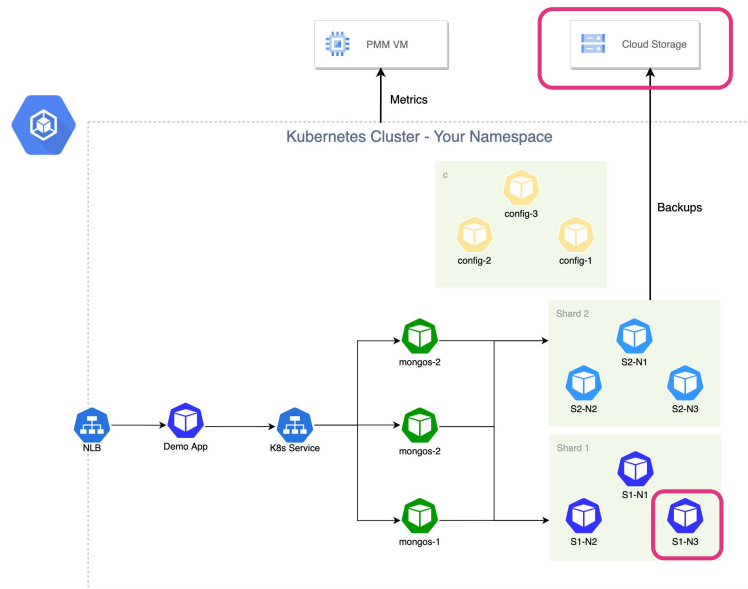 PMM VM
Cloud Storage
Metrics
Kubernetes Cluster - Your Namespace
c
config-3
config-2
config-1
Backups
Shard 2
S2-N1
mongos-2
S2-N2
S2-N3
NLB
Demo App
K8s Service
mongos-2
Shard 1
S1-N1
mongos-1
S1-N2
S1-N3